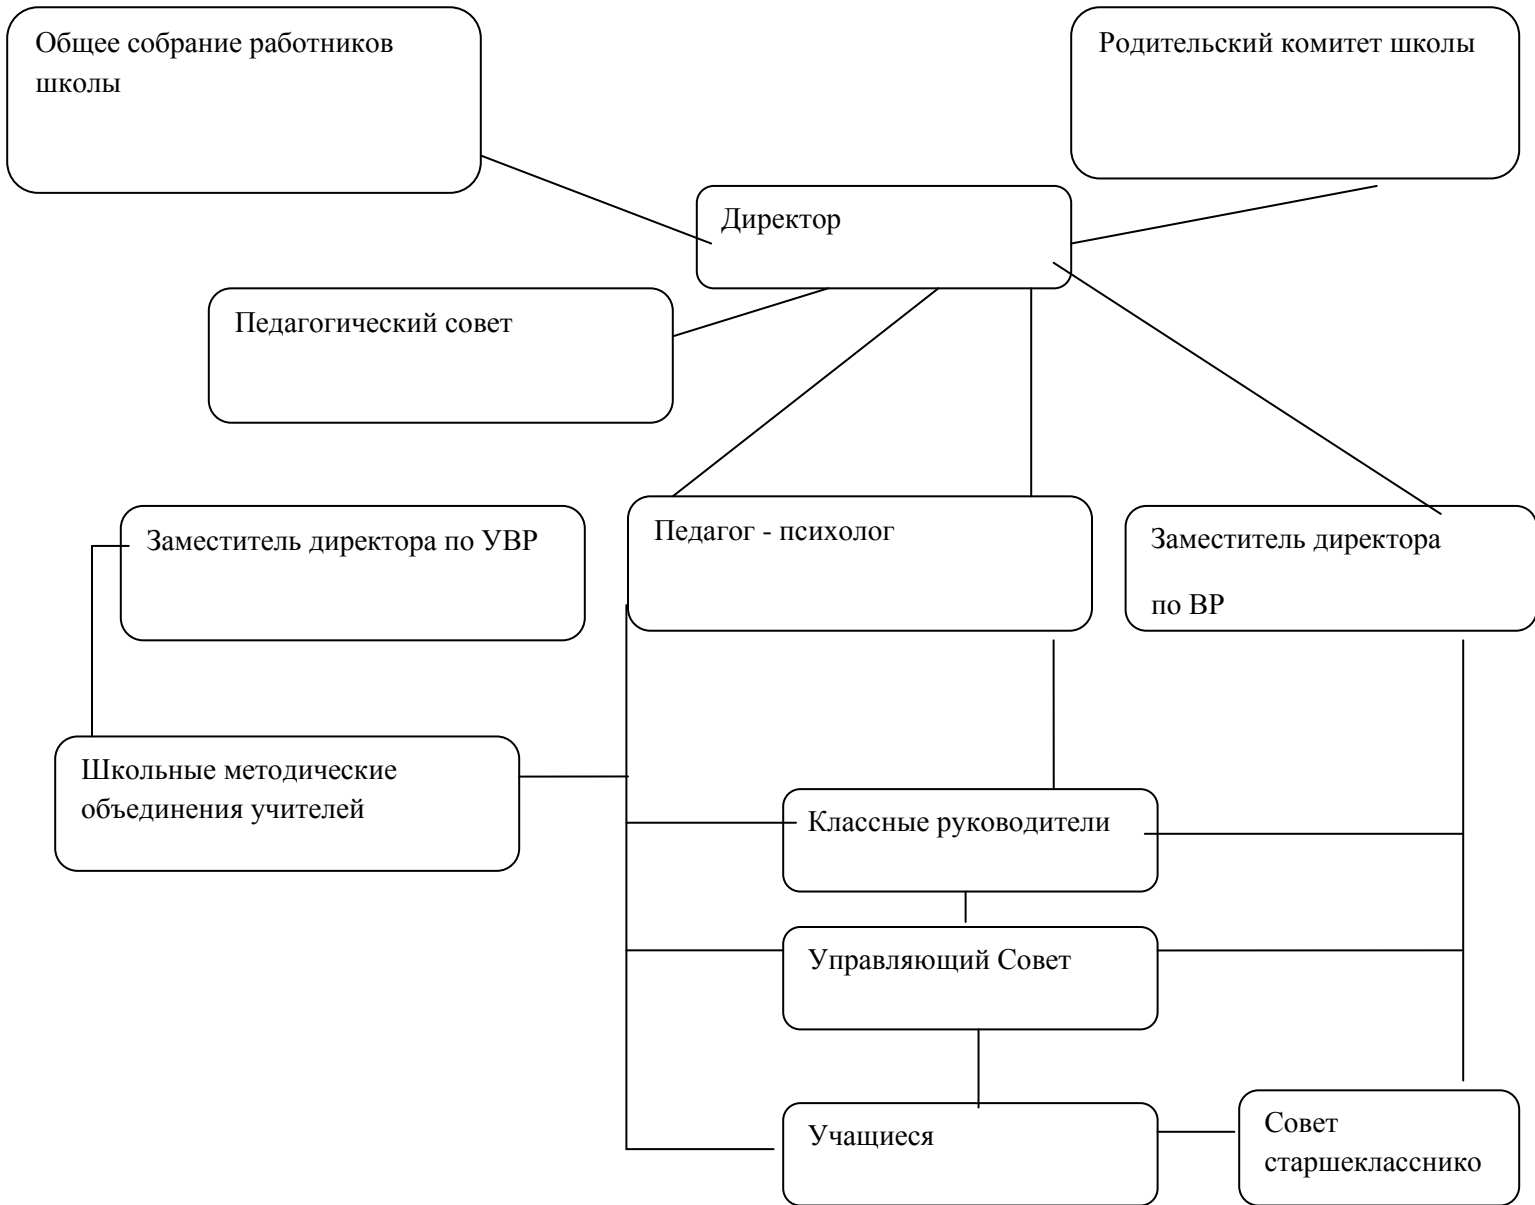 Общее собрание работников
школы
Родительский комитет школы
Директор
Педагогический совет
Заместитель директора по УВР
Педагог - психолог
Заместитель директора
по ВР
Школьные методические
объединения учителей
Классные руководители
Управляющий Совет
Учащиеся
Совет
старшекласснико